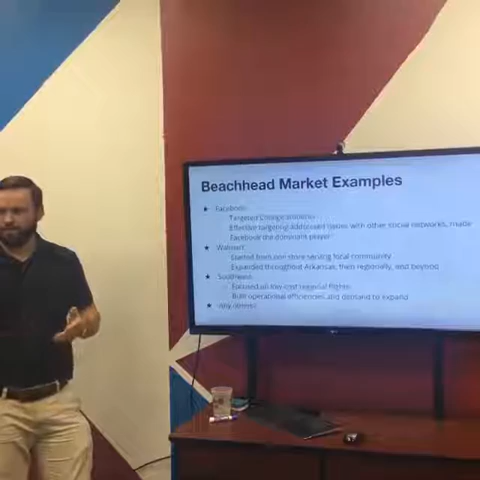 Beachhead Market Examples
★ Facebook
Targeted College students
Effective targeting addressed issues with other social networks, made
Facebook the dominant player
★ Walmart
Started from one store serving local community
Expanded throughout Arkansas, then regionally, and beyond
★ Southwest
Focused on low-cost regional flights
Built operational efficiencies and demand to expand
★ Any others?